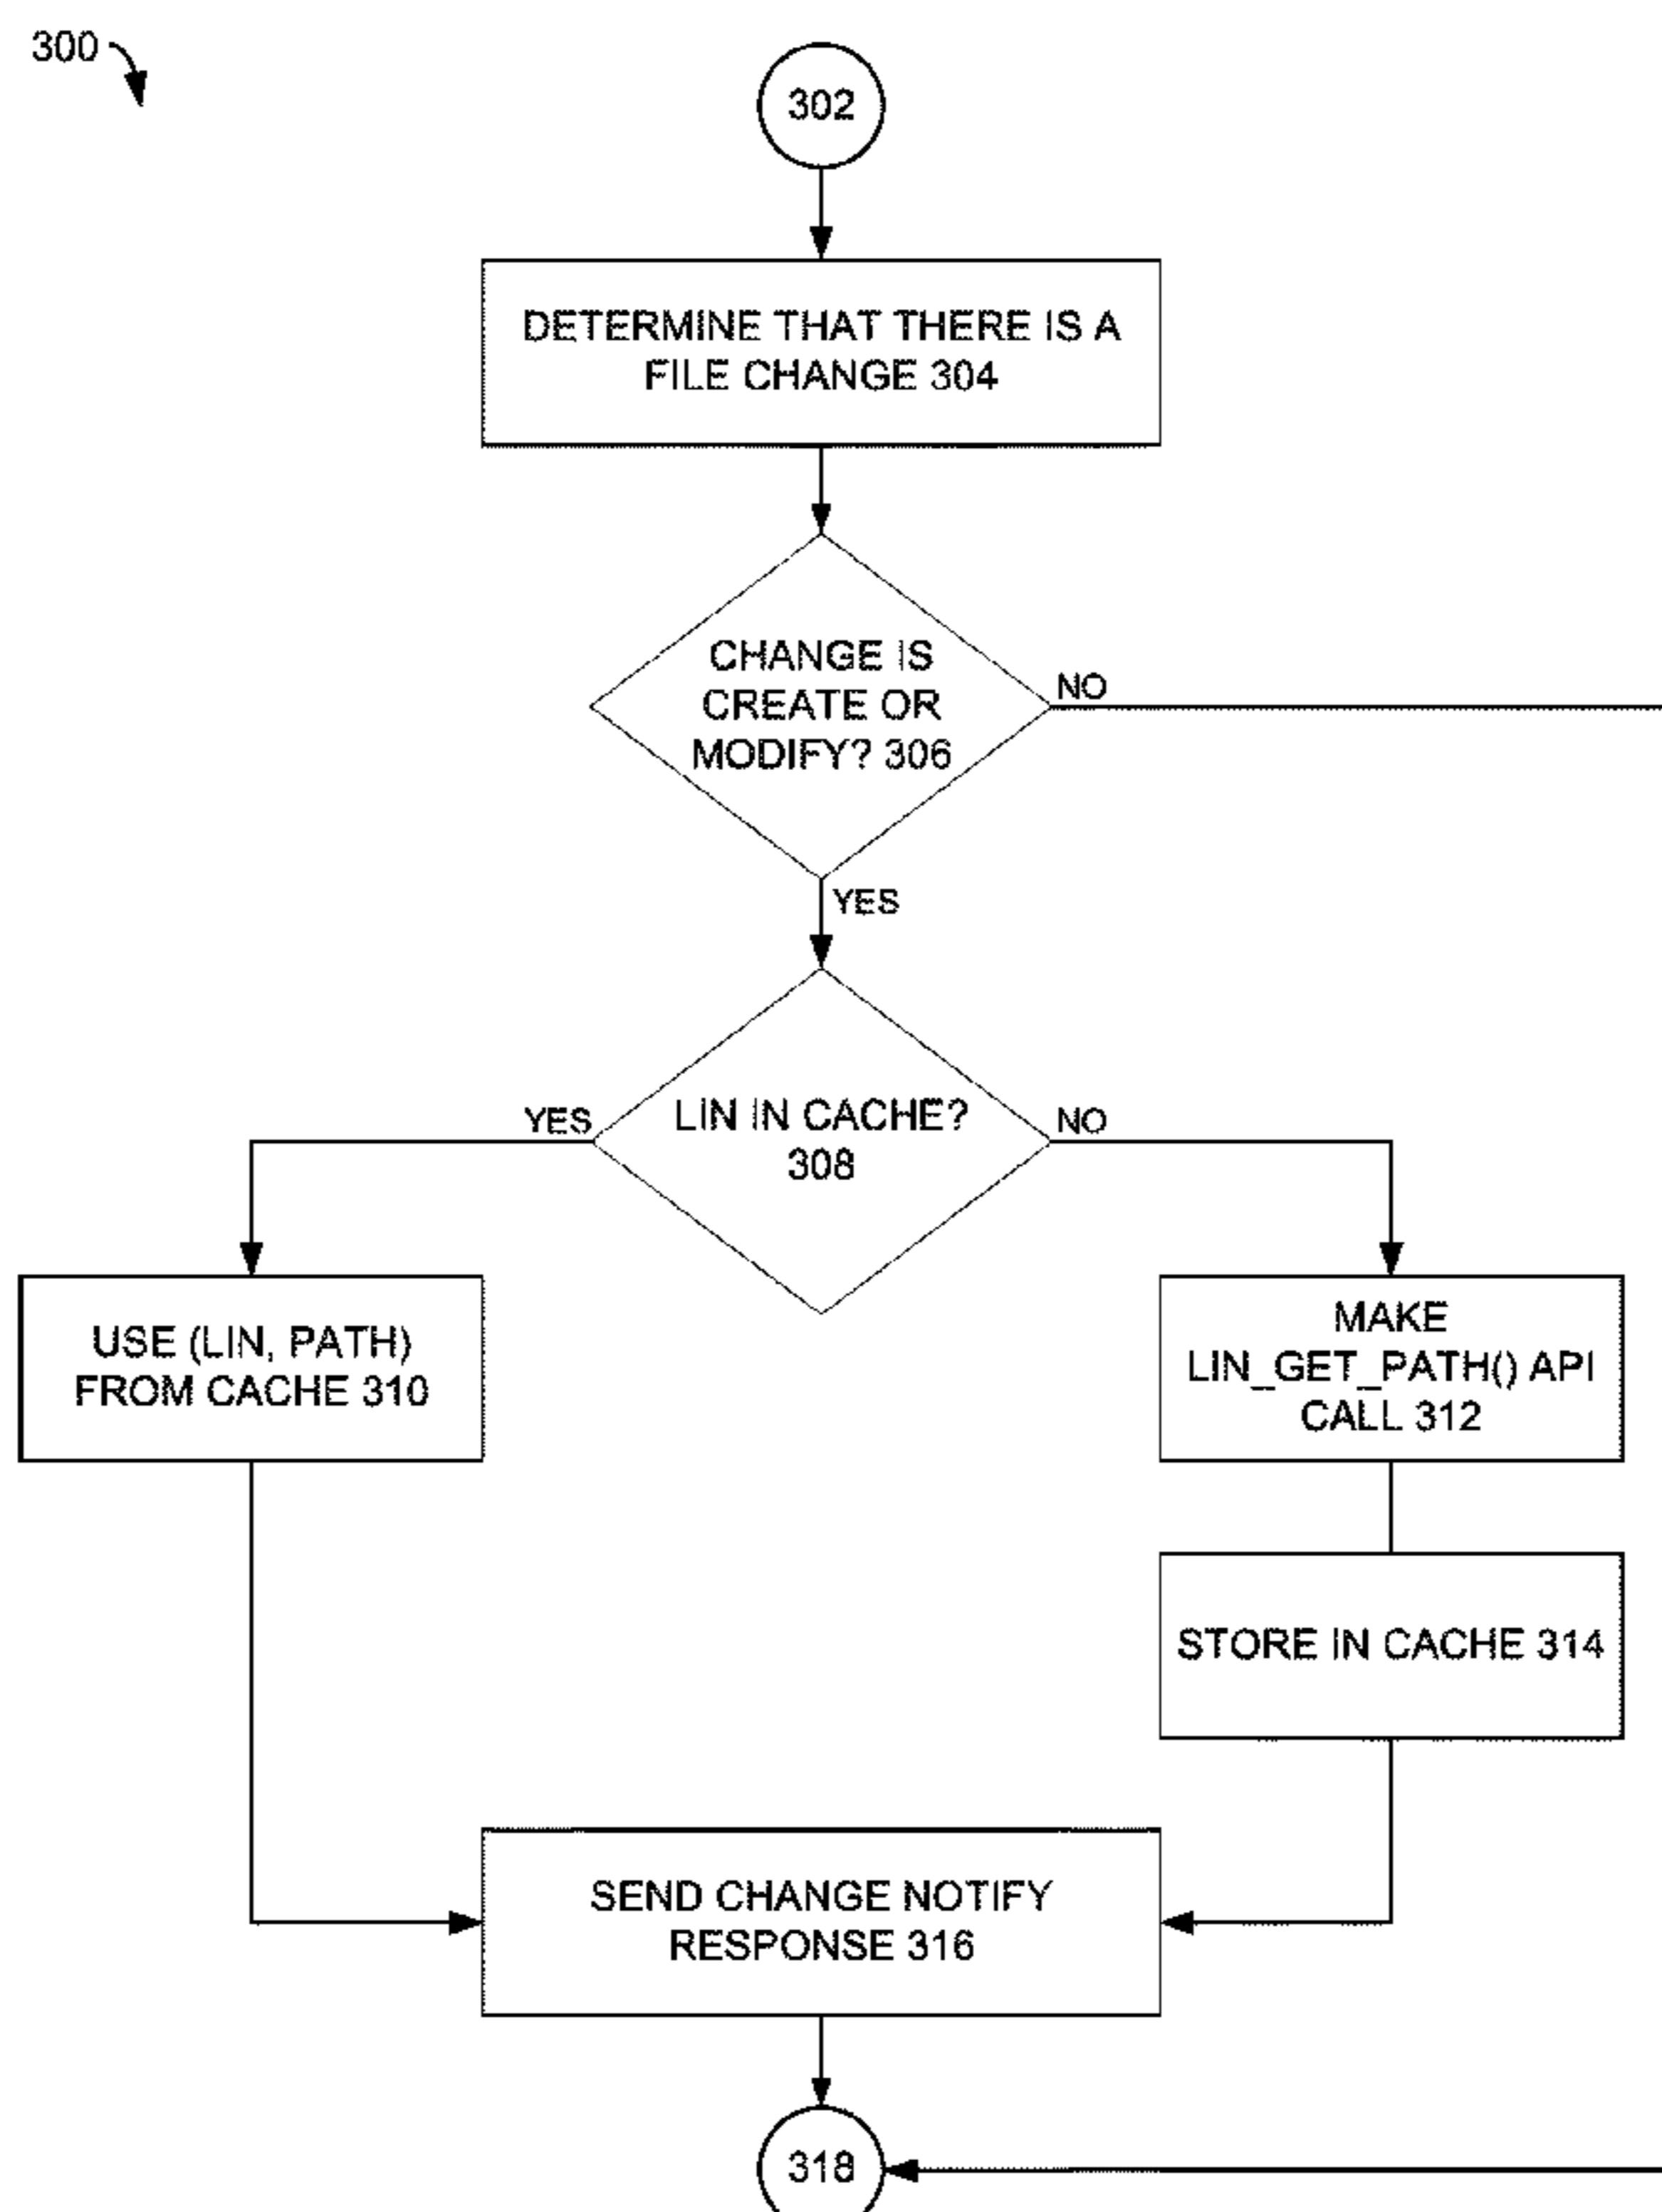 300
302
DETERMINE THAT THERE IS A
FILE CHANGE 304
CHANGE IS
CREATE OR
MODIFY? 306
NO
YES
LIN IN CACHE?
308
YES
NO
USE (LIN, PATH)
FROM CACHE 310
MAKE
LIN_GET_PATH() API
CALL 312
STORE IN CACHE 314
SEND CHANGE NOTIFY
RESPONSE 316
318